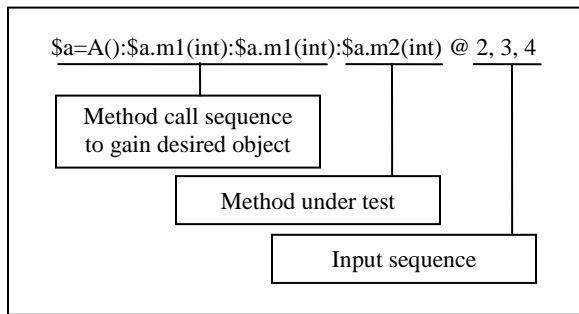 $a=A():$a.m1(int):$a.m1(int):$a.m2(int) @ 2, 3, 4
Method call sequence
to gain desired object
Method under test
Input sequence